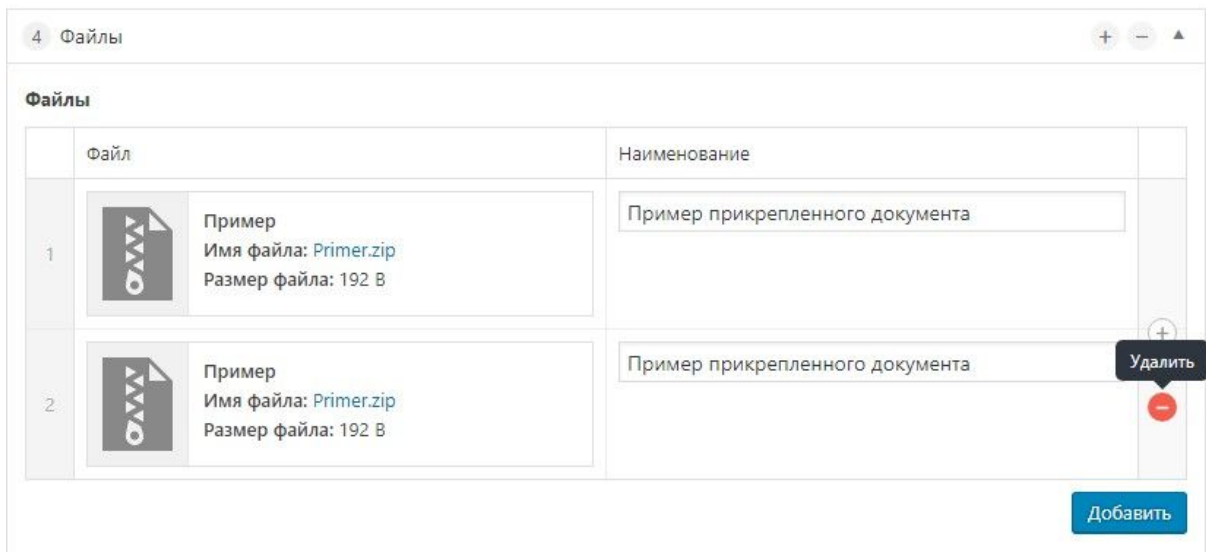 4 Файлы
Файлы
Файл Наименование
Пример
Имя файла: Primer.zip
Размер файла: 192 B
Пример прикрепленного документа
1
Пример
Имя файла: Primer.zip
Размер файла: 192 B
Пример прикрепленного документа
Удалить
2
Добавить